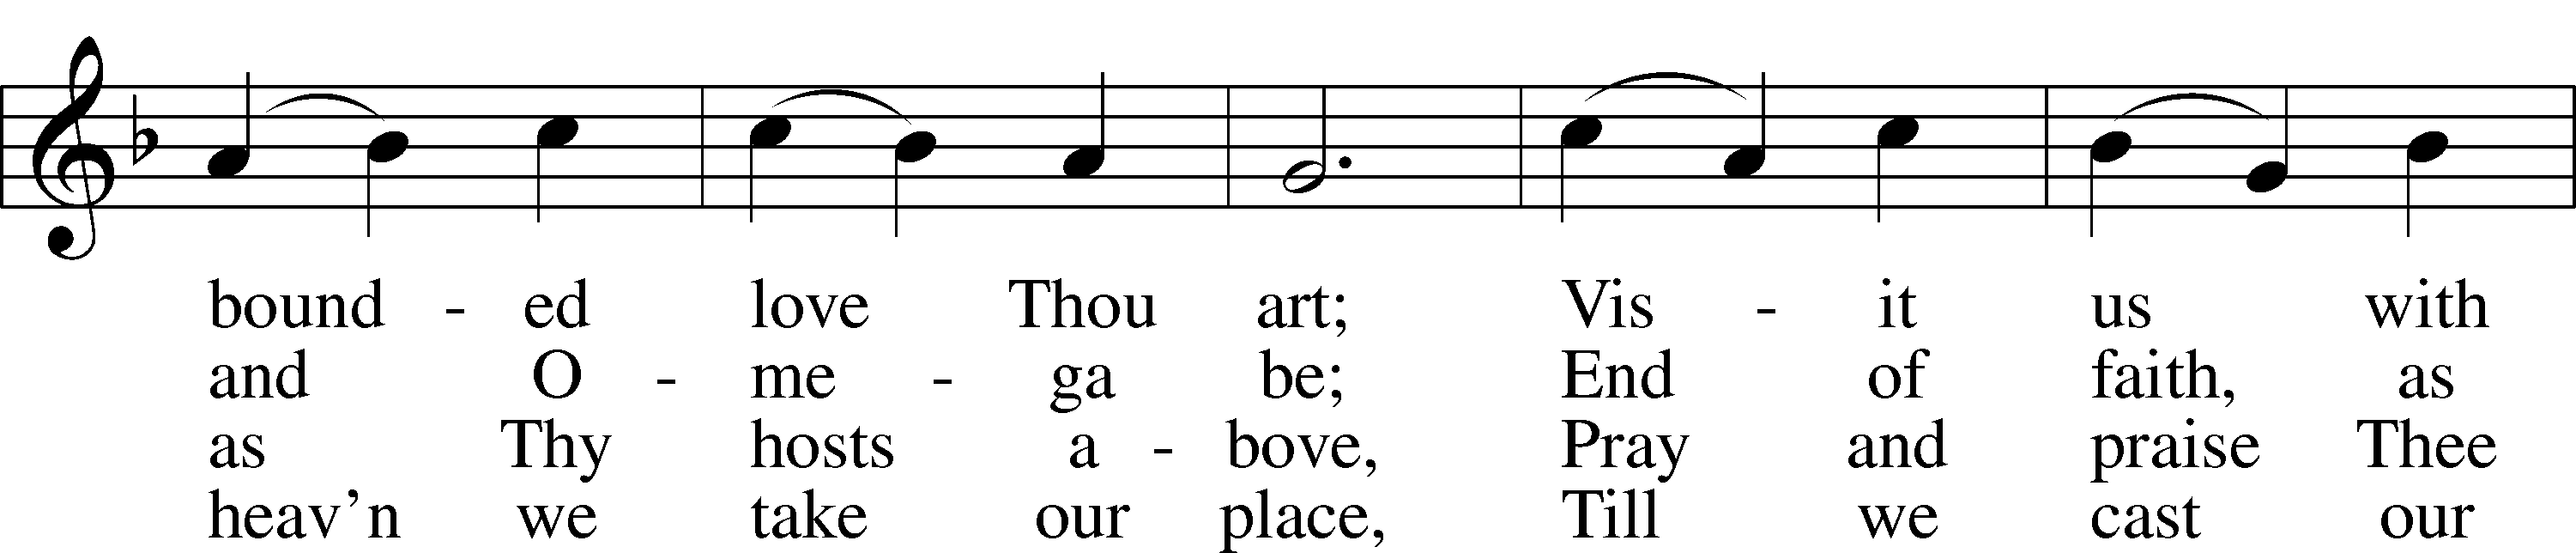 bound - ed love Thou art; Vis - it us with
and O - me - ga be; End of faith, as
as Thy hosts a - bove, Pray and praise Thee
heav’n we take our place, Till we cast our